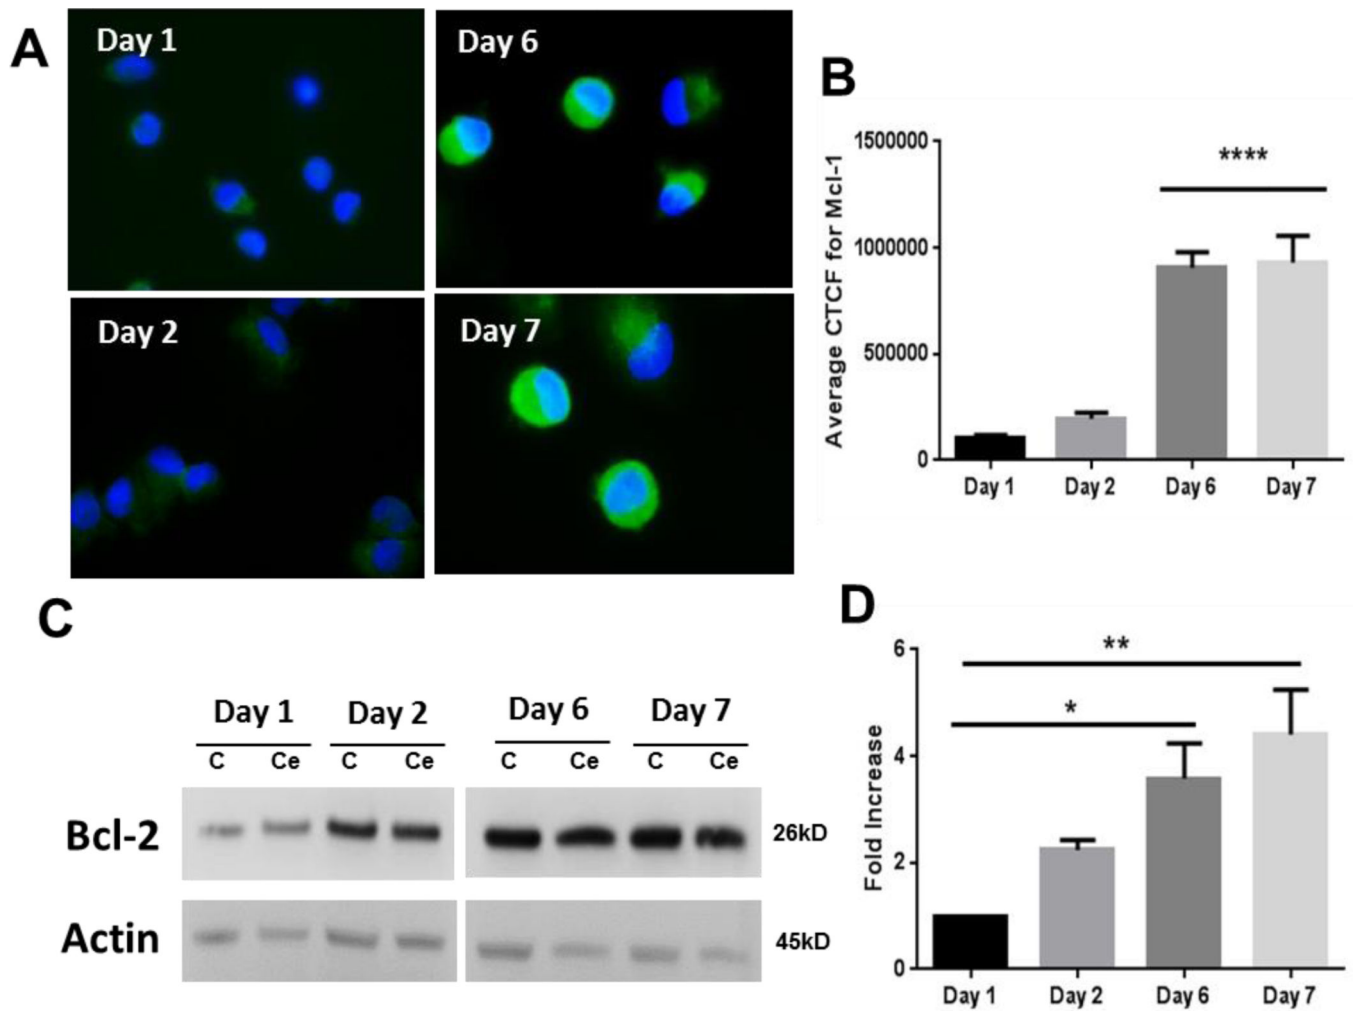 A
Day 1
Day 6
Day 2
Day 7
B
Average CTCF for Mcl-1
1500000
1000000
500000
0
****
Day 1 Day 2 Day 6 Day 7
C
Day 1 Day 2 Day 6 Day 7
C Ce C Ce C Ce C Ce
Bcl-2
26kD
Actin
45kD
D
Fold Increase
6
4
2
0
**
*
Day 1 Day 2 Day 6 Day 7